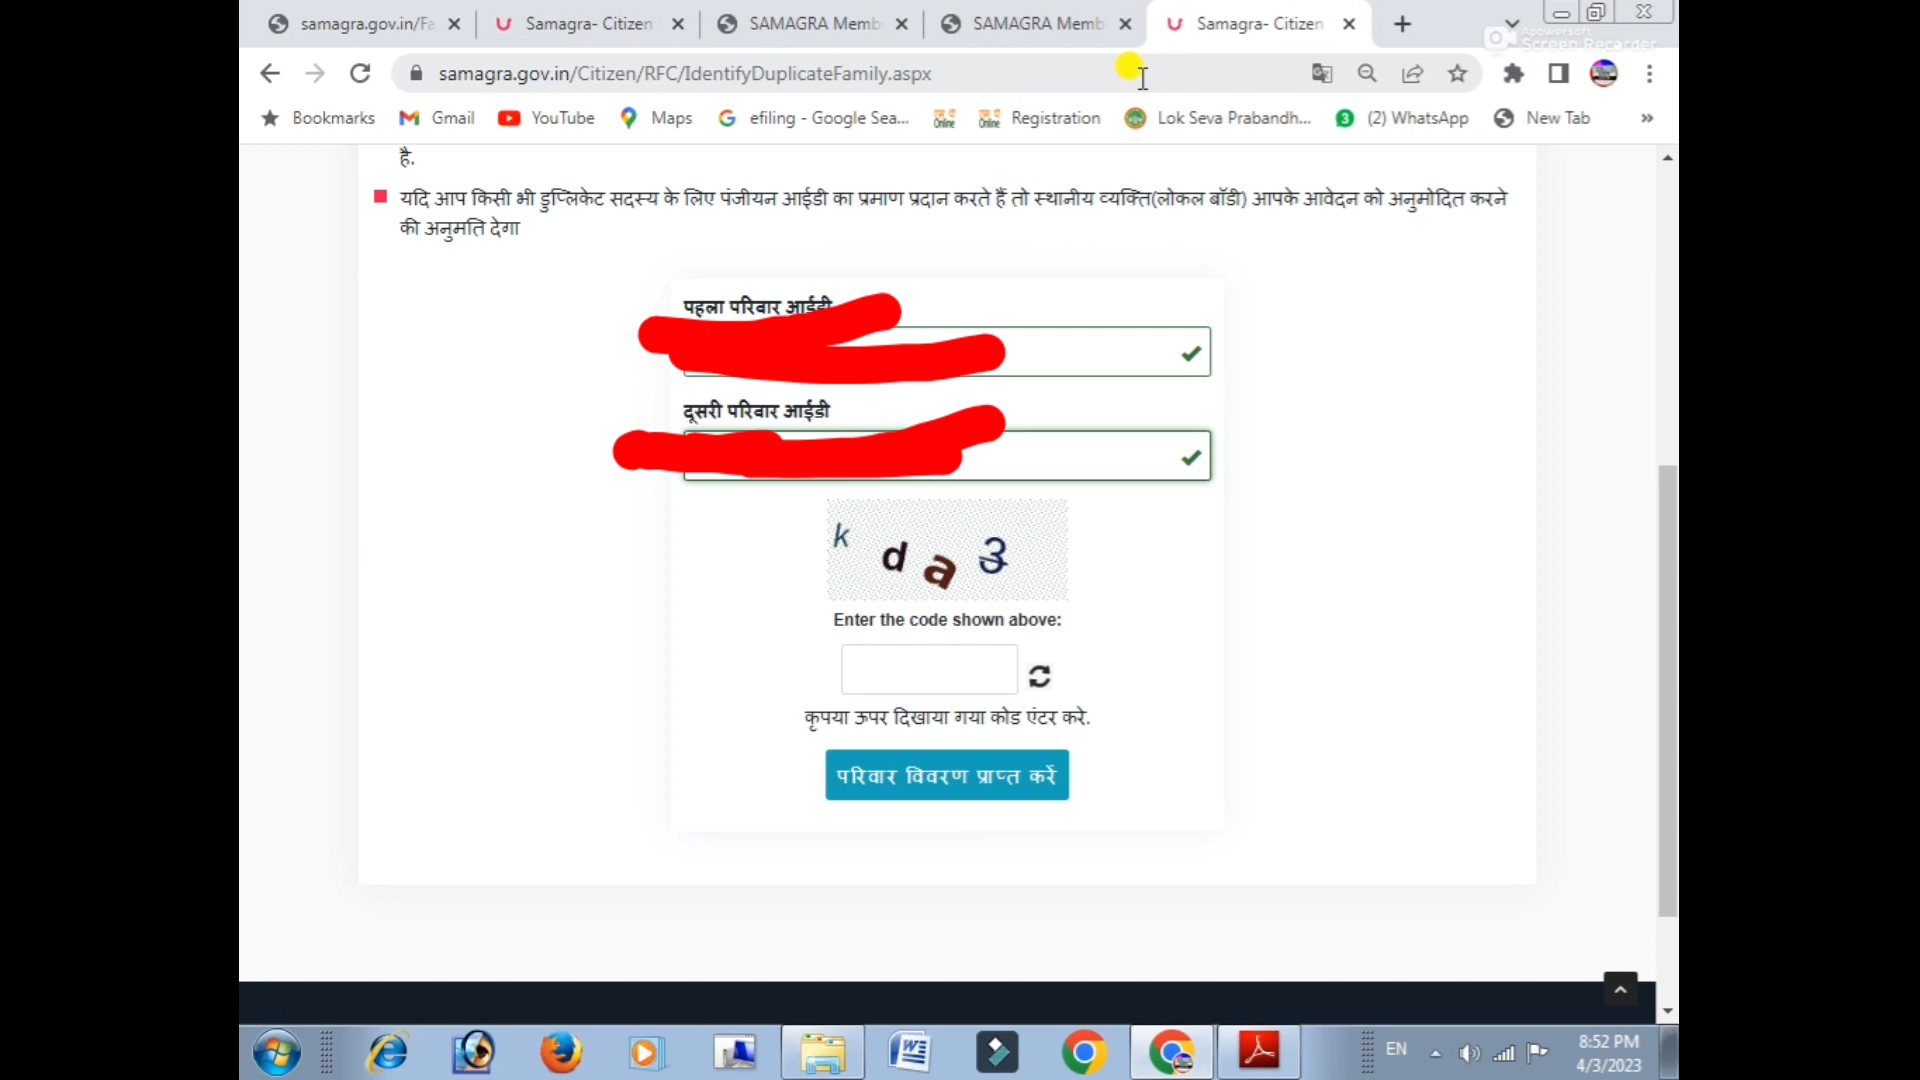 samagra.gov.in/Fa
Samagra- Citizen
SAMAGRA Memb
SAMAGRA Memb
Samagra- Citizen
Apowersoft
Screen Recorder
samagra.gov.in/Citizen/RFC/IdentifyDuplicateFamily.aspx
Bookmarks Gmail YouTube Maps efiling - Google Sea... Registration Lok Seva Prabandh... 3 (2) WhatsApp New Tab »
है.
यदि आप किसी भी डुप्लिकेट सदस्य के लिए पंजीयन आईडी का प्रमाण प्रदान करते हैं तो स्थानीय व्यक्ति(लोकल बॉडी) आपके आवेदन को अनुमोदित करने
की अनुमति देगा
पहला परिवार आईडी
दूसरी परिवार आईडी
k d a 3
Enter the code shown above:
कृपया ऊपर दिखाया गया कोड एंटर करे.
परिवार विवरण प्राप्त करें
EN
8:52 PM
4/3/2023